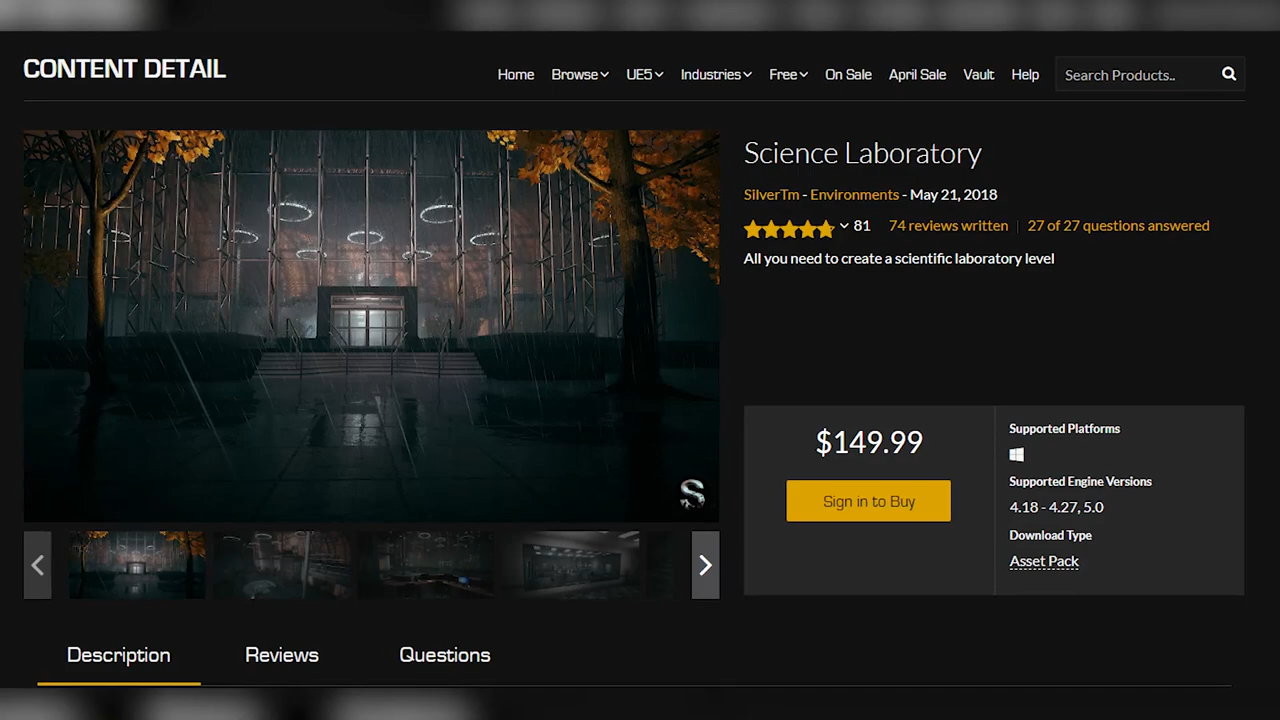 CONTENT DETAIL
Home Browse UE5 Industries Free On Sale April Sale Vault Help Search Products..
Science Laboratory
SilverTm - Environments - May 21, 2018
81 74 reviews written 27 of 27 questions answered
All you need to create a scientific laboratory level
$149.99
Sign in to Buy
Supported Platforms
Supported Engine Versions
4.18 - 4.27, 5.0
Download Type
Asset Pack
S
Description Reviews Questions